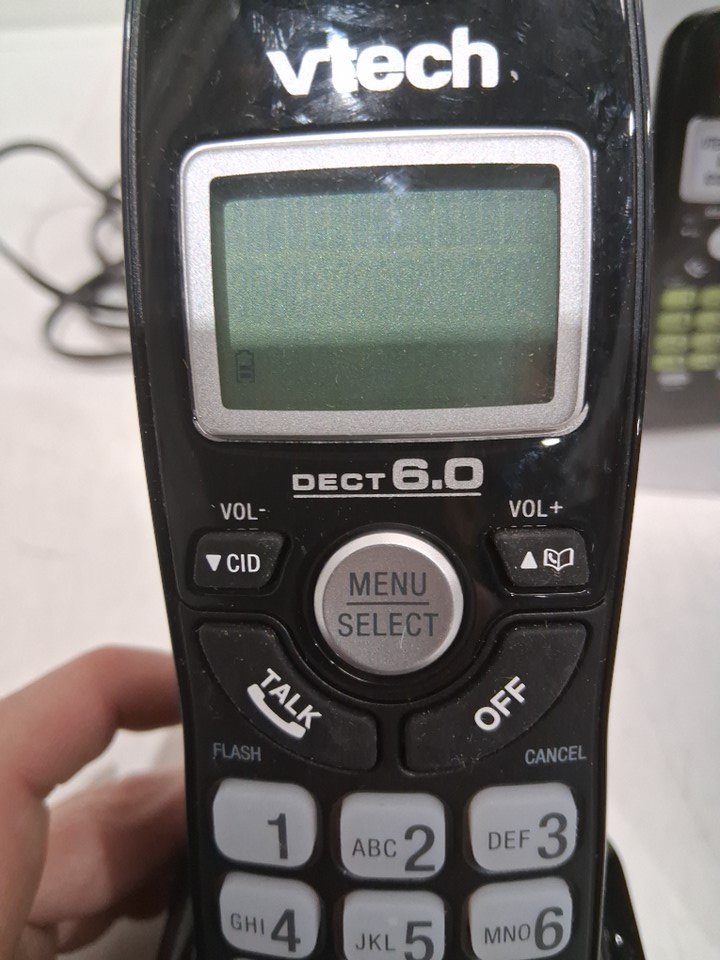 vtech
DECT 6.0
VOL- VOL+
▼ CID ▲
MENU
SELECT
TALK OFF
FLASH CANCEL
1 ABC 2 DEF 3
GHI 4 JKL 5 MNO 6